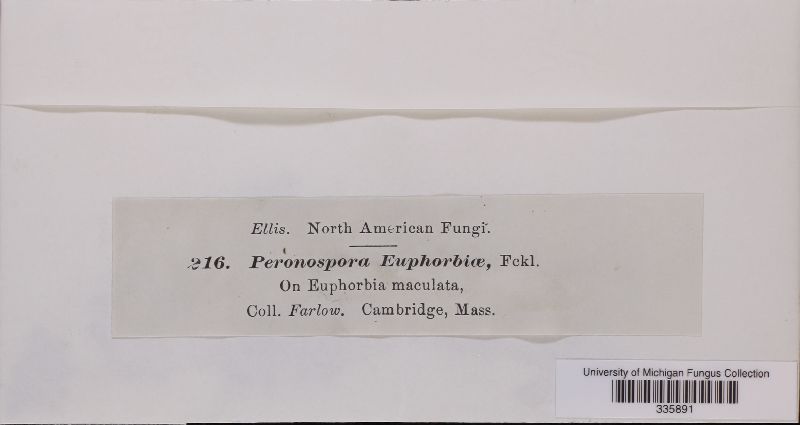 Ellis. North American Fungi.
216. Peronospora Euphorbiæ, Fckl.
On Euphorbia maculata,
Coll. Farlow. Cambridge, Mass.
University of Michigan Fungus Collection
335891